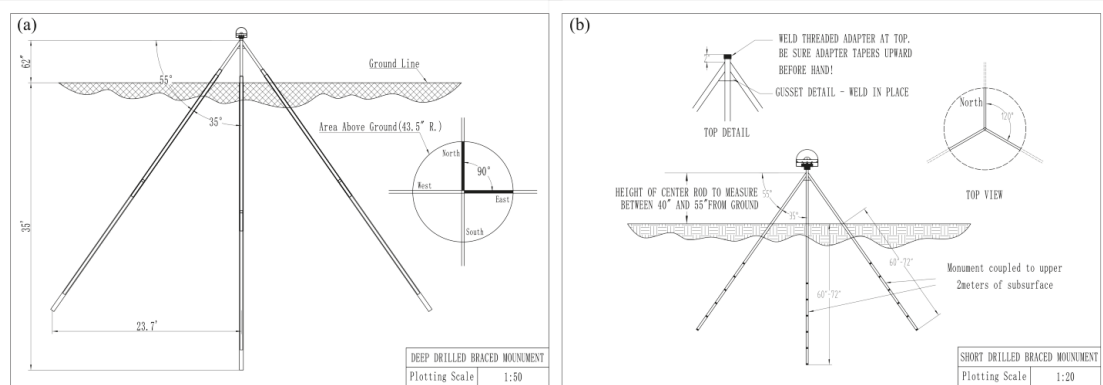 (a)
62"
55°
35°
Ground Line
Area Above Ground(43.5" R.)
North
90°
West
East
South
35'
23.7'
DEEP DRILLED BRACED MOUNUMENT
Plotting Scale 1:50
(b)
WELD THREADED ADAPTER AT TOP.
BE SURE ADAPTER TAPERS UPWARD
BEFORE HAND!
GUSSET DETAIL - WELD IN PLACE
TOP DETAIL
North
120°
TOP VIEW
HEIGHT OF CENTER ROD TO MEASURE
BETWEEN 40" AND 55"FROM GROUND
55°
35°
60"-72"
60"-72"
Monument coupled to upper
2meters of subsurface
SHORT DRILLED BRACED MOUNUMENT
Plotting Scale 1:20